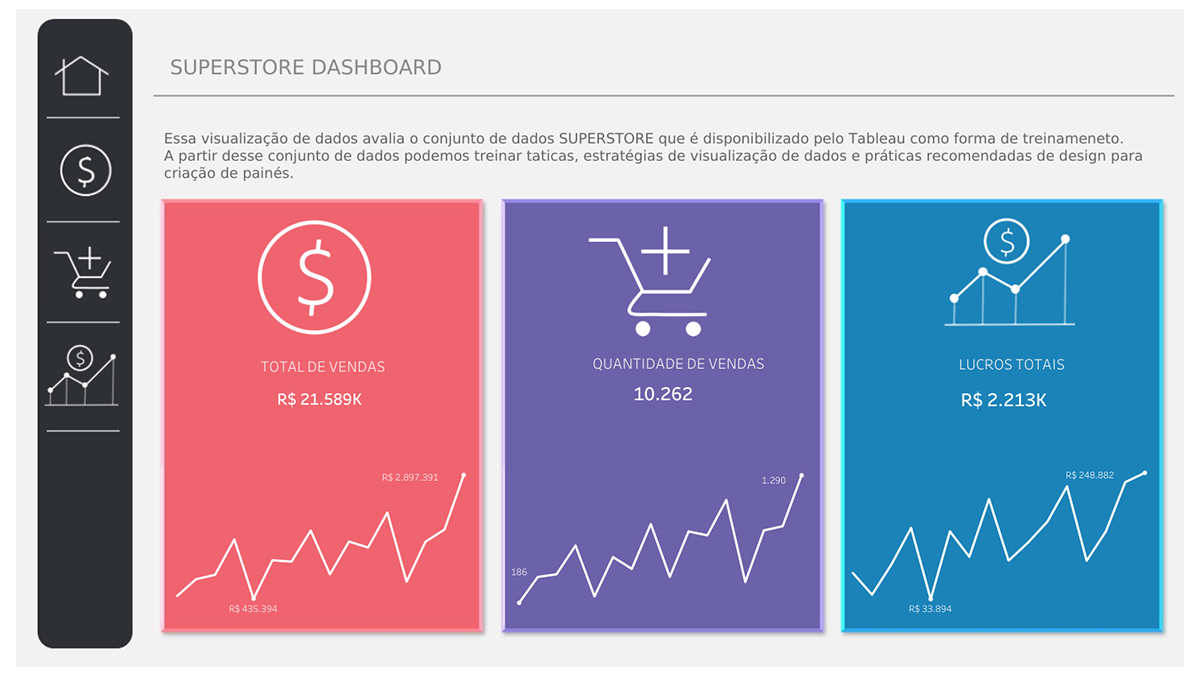 SUPERSTORE DASHBOARD
Essa visualização de dados avalia o conjunto de dados SUPERSTORE que é disponibilizado pelo Tableau como forma de treinameneto.
A partir desse conjunto de dados podemos treinar taticas, estratégias de visualização de dados e práticas recomendadas de design para
criação de painés.
$
$
$
$
TOTAL DE VENDAS
R$ 21.589K
R$ 2.897.391
R$ 435.394
QUANTIDADE DE VENDAS
10.262
1.290
186
LUCROS TOTAIS
R$ 2.213K
R$ 248.882
R$ 33.894